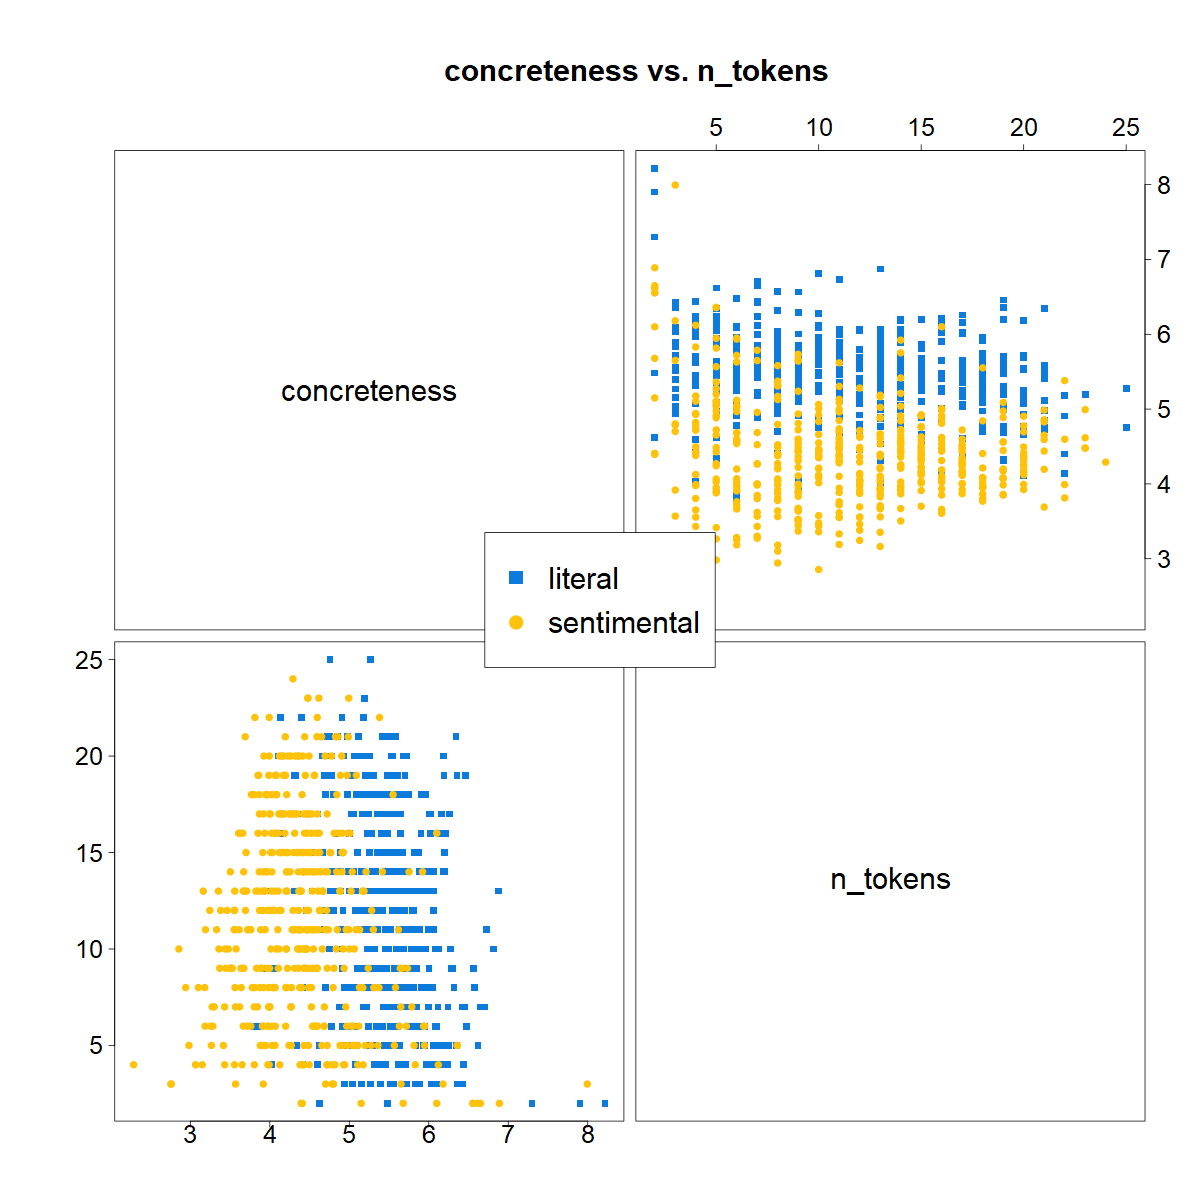 concreteness vs. n_tokens
5 10 15 20 25
concreteness
8
7
6
5
4
3
literal
sentimental
25
20
15
10
5
n_tokens
3 4 5 6 7 8